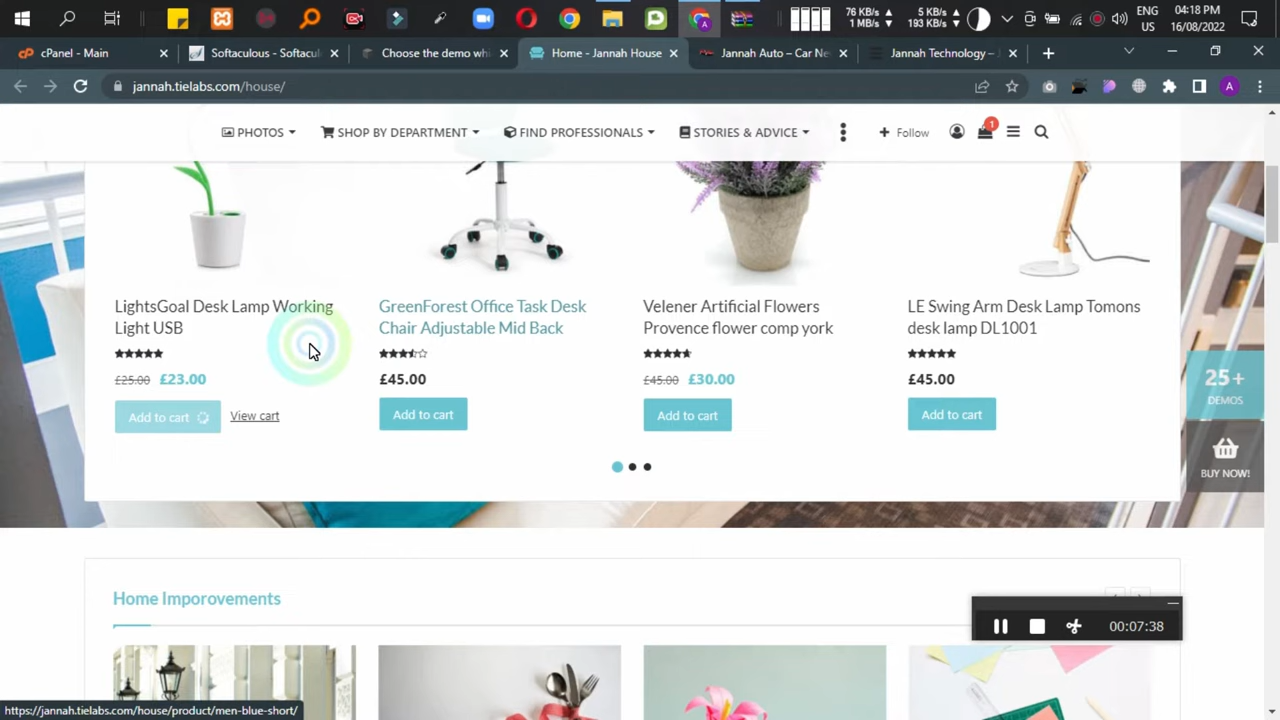 76 KB/s
1 MB/s
5 KB/s
193 KB/s
ENG
US
04:18 PM
16/08/2022
cPanel - Main
Softaculous - Softacul
Choose the demo whi
Home - Jannah House
Jannah Auto – Car Ne
Jannah Technology – J
jannah.tielabs.com/house/
A
PHOTOS
SHOP BY DEPARTMENT
FIND PROFESSIONALS
STORIES & ADVICE
+ Follow
1
LightsGoal Desk Lamp Working
Light USB
GreenForest Office Task Desk
Chair Adjustable Mid Back
Velener Artificial Flowers
Provence flower comp york
LE Swing Arm Desk Lamp Tomons
desk lamp DL1001
£25.00 £23.00
£45.00
£45.00 £30.00
£45.00
Add to cart
View cart
Add to cart
Add to cart
Add to cart
25+
DEMOS
BUY NOW!
Home Imporovements
00:07:38
https://jannah.tielabs.com/house/product/men-blue-short/